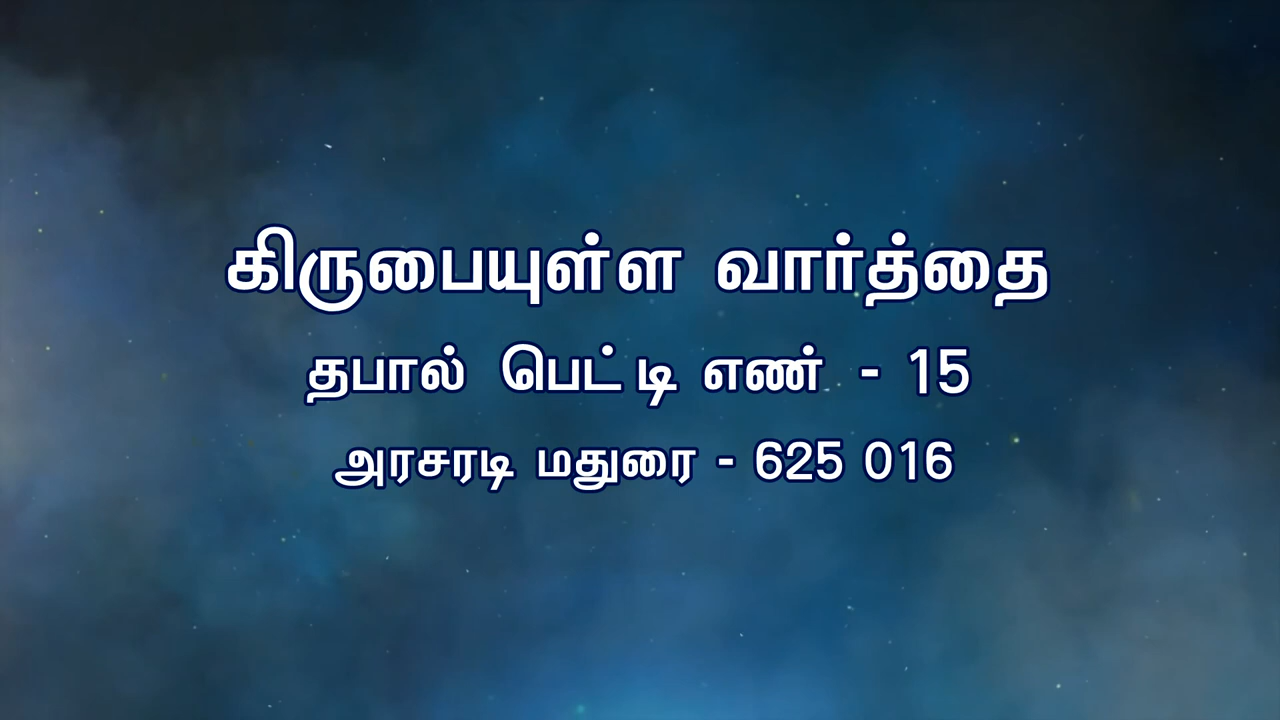 கிருபையுள்ள வார்த்தை
தபால் பெட்டி எண் - 15
அரசரடி மதுரை - 625 016